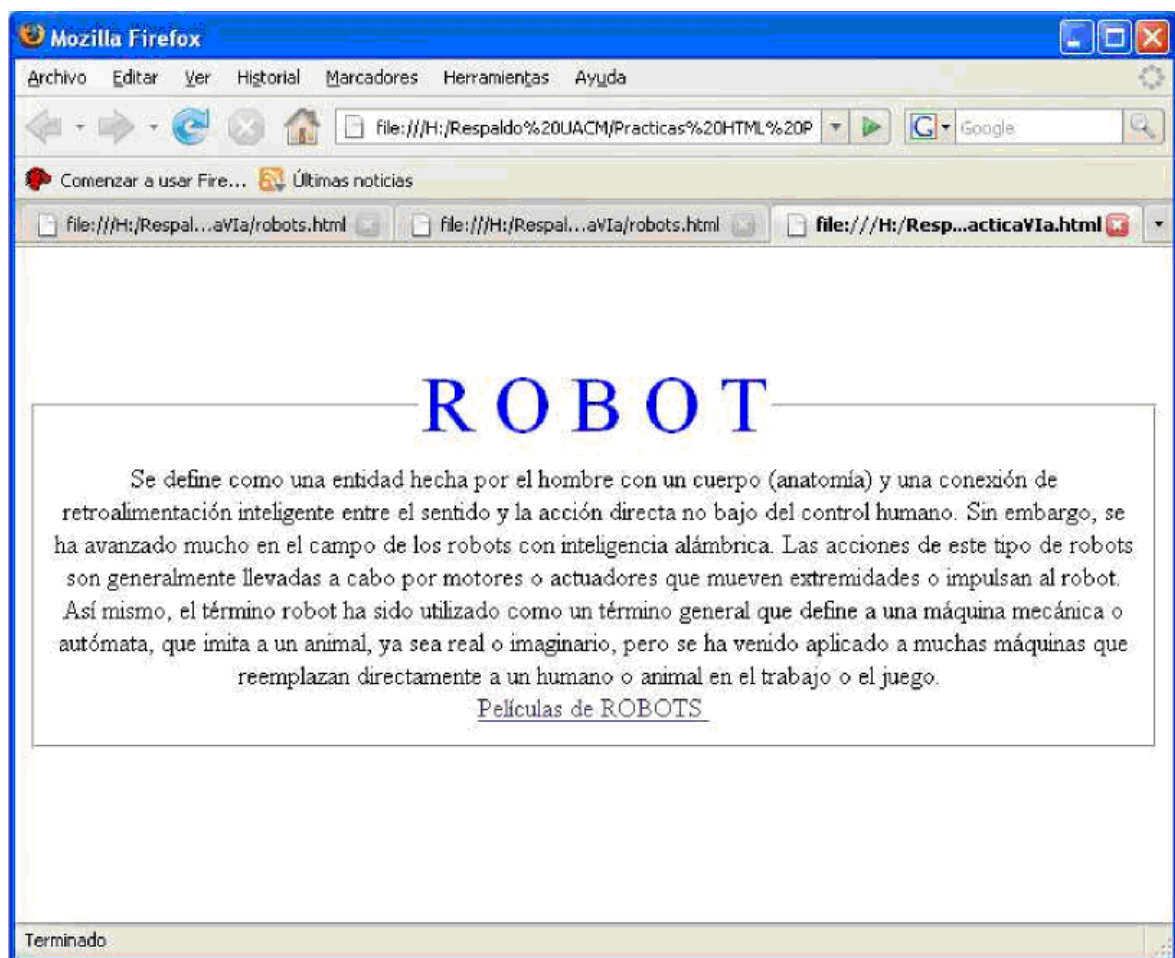 Mozilla Firefox
Archivo Editar Ver Historial Marcadores Herramientas Ayuda
file:///H:/Respaldo%20UACM/Practicas%20HTML%20P G Google
Comenzar a usar Fire... Últimas noticias
file:///H:/Respal...aVIa/robots.html file:///H:/Respal...aVIa/robots.html file:///H:/Resp...acticaVIa.html
R O B O T
Se define como una entidad hecha por el hombre con un cuerpo (anatomía) y una conexión de
retroalimentación inteligente entre el sentido y la acción directa no bajo del control humano. Sin embargo, se
ha avanzado mucho en el campo de los robots con inteligencia alámbrica. Las acciones de este tipo de robots
son generalmente llevadas a cabo por motores o actuadores que mueven extremidades o impulsan al robot.
Así mismo, el término robot ha sido utilizado como un término general que define a una máquina mecánica o
autómata, que imita a un animal, ya sea real o imaginario, pero se ha venido aplicado a muchas máquinas que
reemplazan directamente a un humano o animal en el trabajo o el juego.
Películas de ROBOTS
Terminado